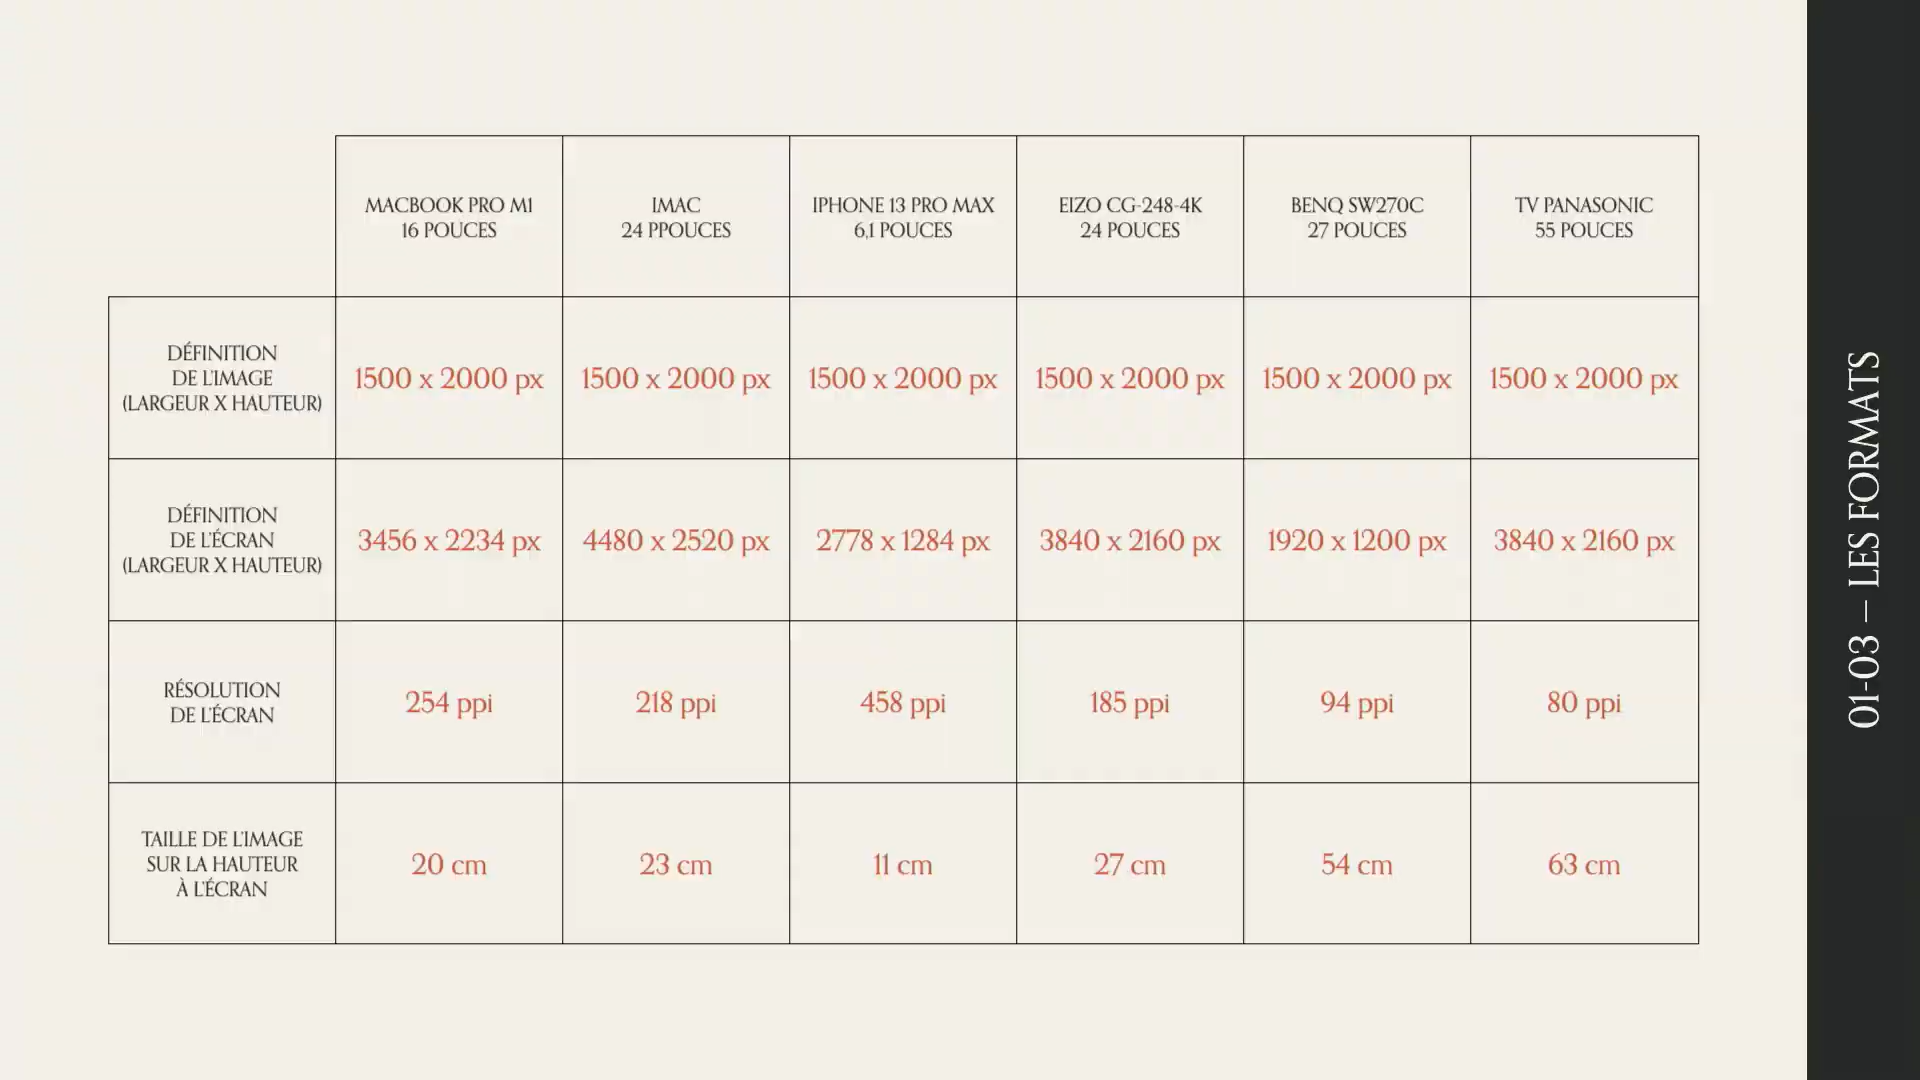 MACBOOK PRO M1
16 POUCES
IMAC
24 PPOUCES
IPHONE 13 PRO MAX
6,1 POUCES
EIZO CG-248-4K
24 POUCES
BENQ SW270C
27 POUCES
TV PANASONIC
55 POUCES
DÉFINITION
DE L'IMAGE
(LARGEUR X HAUTEUR)
1500 x 2000 px
1500 x 2000 px
1500 x 2000 px
1500 x 2000 px
1500 x 2000 px
1500 x 2000 px
DÉFINITION
DE L'ÉCRAN
(LARGEUR X HAUTEUR)
3456 x 2234 px
4480 x 2520 px
2778 x 1284 px
3840 x 2160 px
1920 x 1200 px
3840 x 2160 px
RÉSOLUTION
DE L'ÉCRAN
254 ppi
218 ppi
458 ppi
185 ppi
94 ppi
80 ppi
TAILLE DE L'IMAGE
SUR LA HAUTEUR
À L'ÉCRAN
20 cm
23 cm
11 cm
27 cm
54 cm
63 cm
01-03 – LES FORMATS